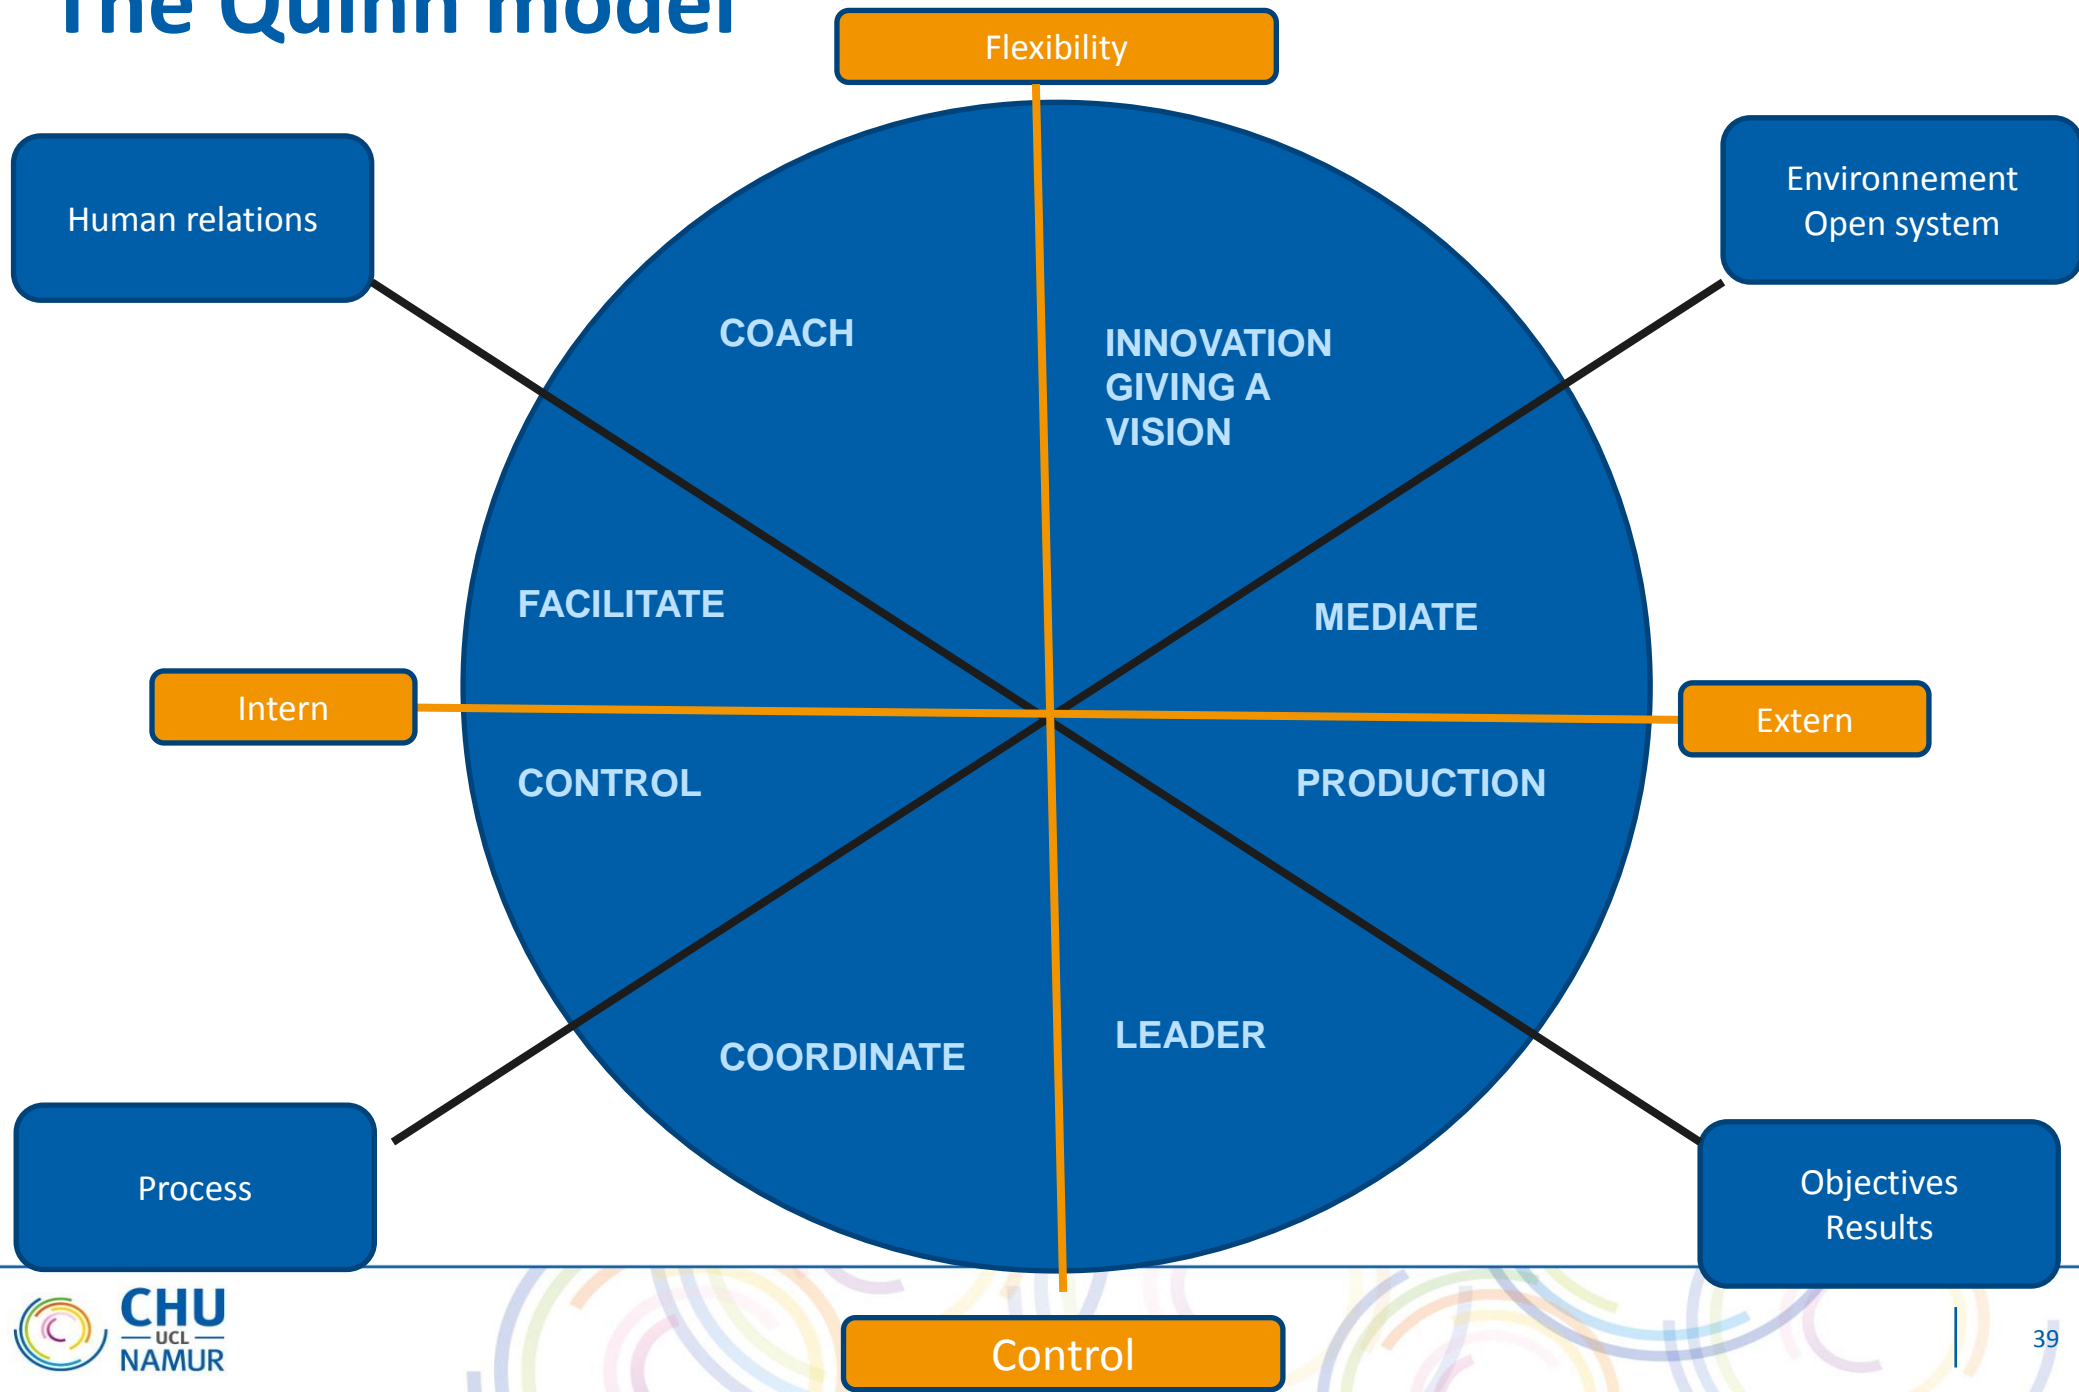 The Quinn model
Flexibility
Human relations
Environnement
Open system
COACH
INNOVATION
GIVING A
VISION
FACILITATE
MEDIATE
Intern
Extern
CONTROL
PRODUCTION
COORDINATE
LEADER
Process
Objectives
Results
CHU
UCL
NAMUR
Control
39